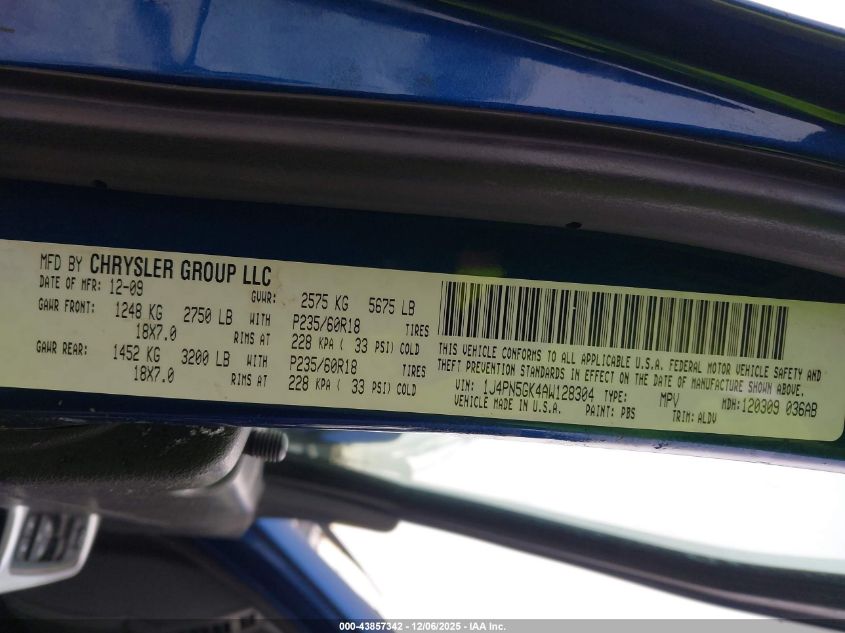 MFD BY CHRYSLER GROUP LLC
DATE OF MFR: 12-09 GVWR: 2575 KG 5675 LB
GAWR FRONT: 1248 KG 2750 LB WITH P235/60R18 TIRES
18X7.0 RIMS AT 228 KPA ( 33 PSI) COLD
GAWR REAR: 1452 KG 3200 LB WITH P235/60R18 TIRES
18X7.0 RIMS AT 228 KPA ( 33 PSI) COLD
THIS VEHICLE CONFORMS TO ALL APPLICABLE U.S.A. FEDERAL MOTOR VEHICLE SAFETY AND
THEFT PREVENTION STANDARDS IN EFFECT ON THE DATE OF MANUFACTURE SHOWN ABOVE.
VIN: 1J4PN5GK4AW128304 TYPE: MPV MDH: 120309 036AB
VEHICLE MADE IN U.S.A. PAINT: PBS TRIM: ALDV
000-43857342 • 12/06/2025 • IAA Inc.